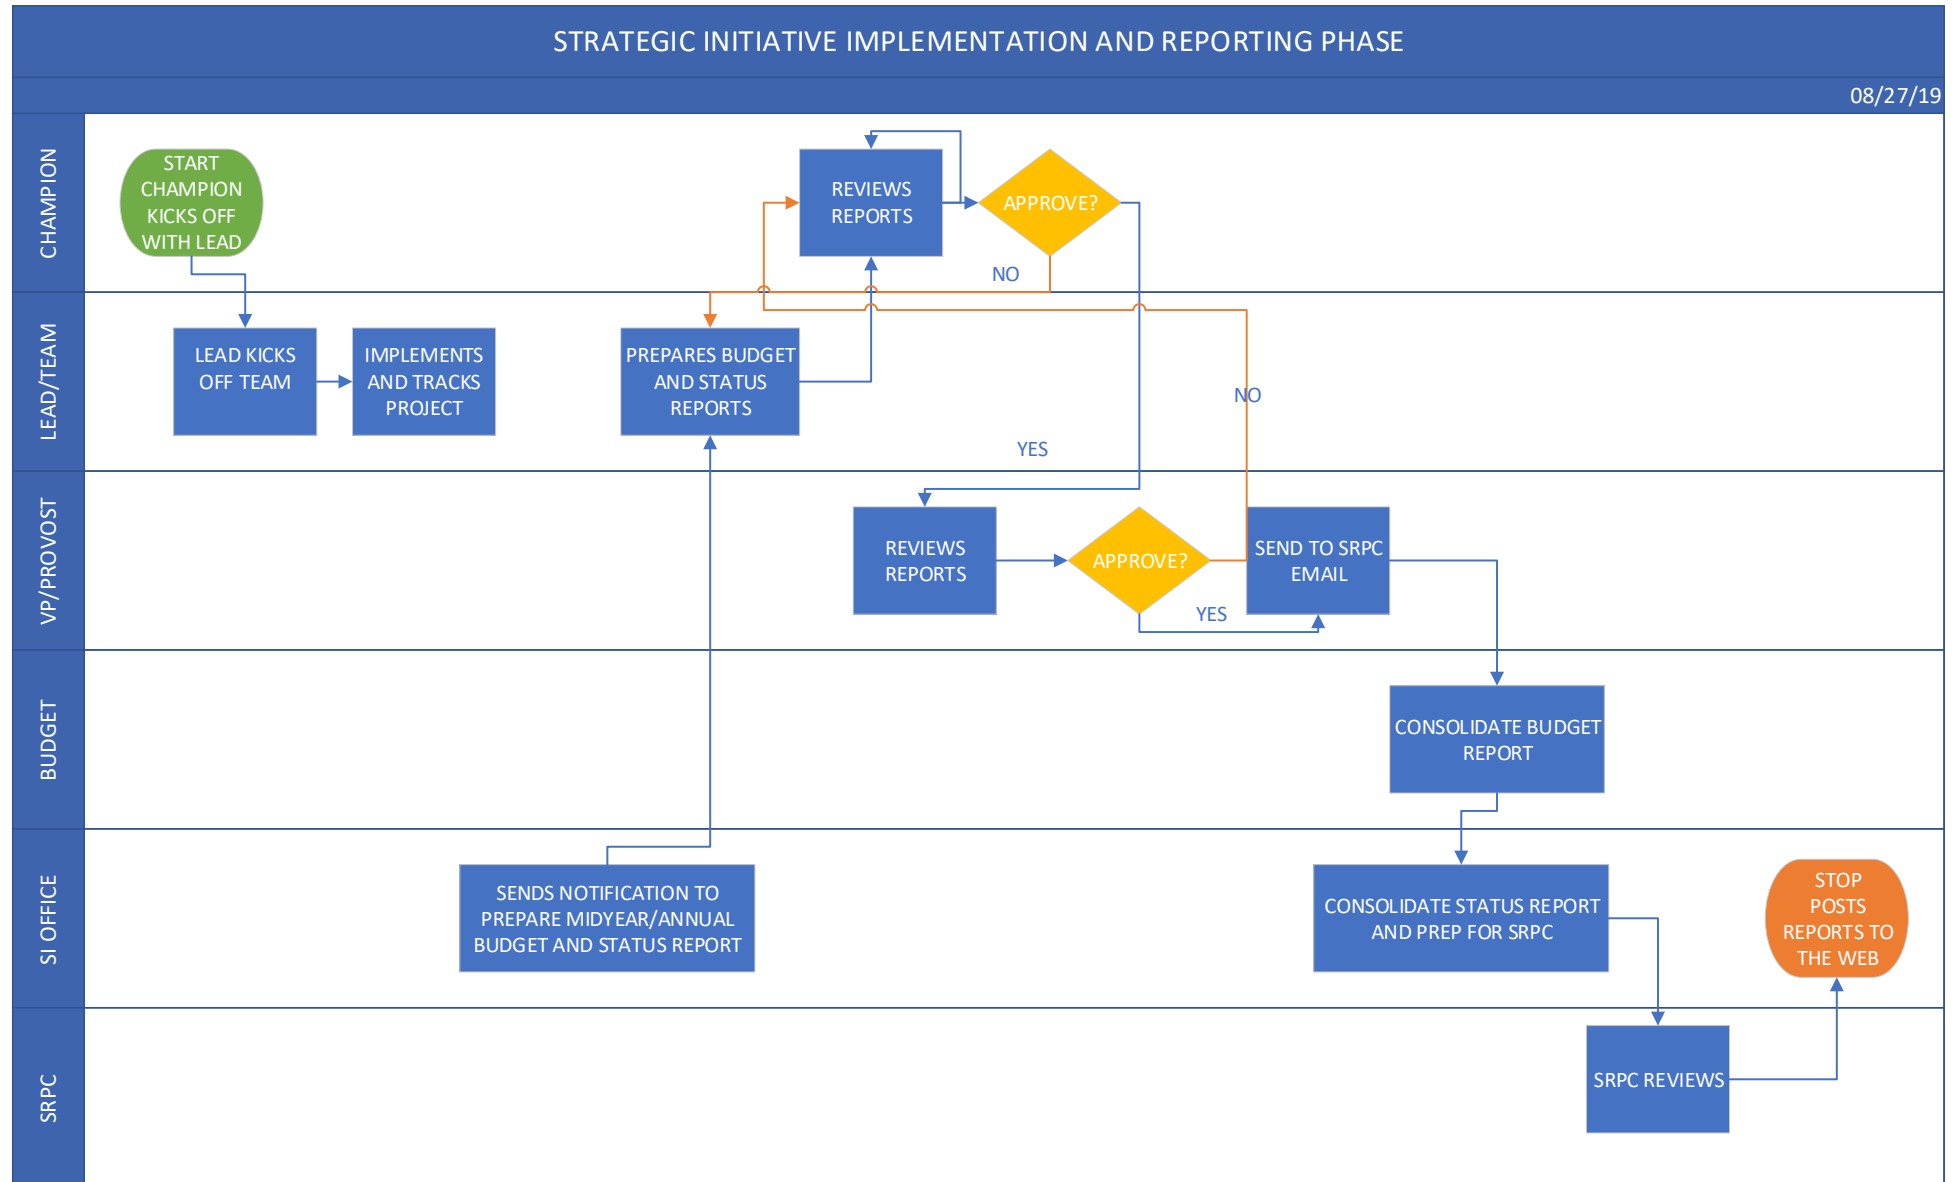 STRATEGIC INITIATIVE IMPLEMENTATION AND REPORTING PHASE
08/27/19
CHAMPION
START
CHAMPION
KICKS OFF
WITH LEAD
REVIEWS
REPORTS
APPROVE?
NO
LEAD/TEAM
LEAD KICKS
OFF TEAM
IMPLEMENTS
AND TRACKS
PROJECT
PREPARES BUDGET
AND STATUS
REPORTS
NO
YES
VP/PROVOST
REVIEWS
REPORTS
APPROVE?
YES
SEND TO SRPC
EMAIL
BUDGET
CONSOLIDATE BUDGET
REPORT
SI OFFICE
SENDS NOTIFICATION TO
PREPARE MIDYEAR/ANNUAL
BUDGET AND STATUS REPORT
CONSOLIDATE STATUS REPORT
AND PREP FOR SRPC
STOP
POSTS
REPORTS TO
THE WEB
SRPC
SRPC REVIEWS